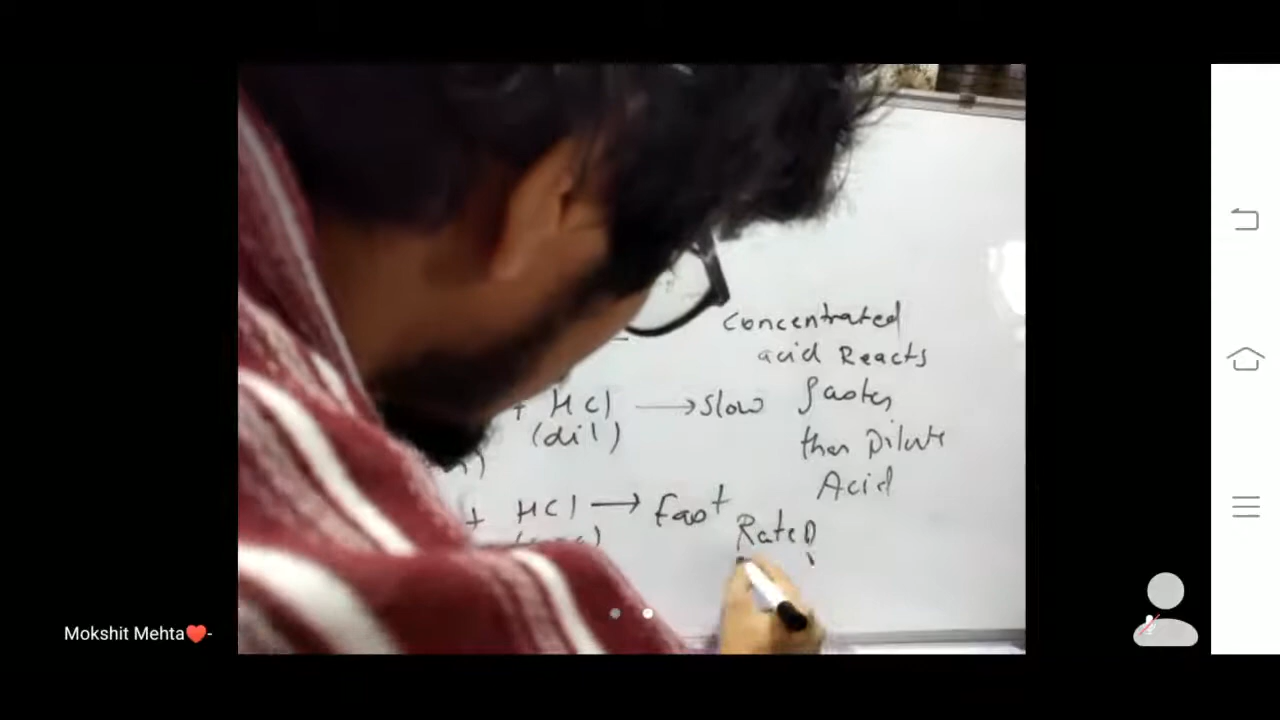 Concentrated
acid Reacts
faster
than Dilute
Acid
+ HCl → Slow
(dil)
+ HCl → Fast
Rate
Mokshit Mehta❤️-